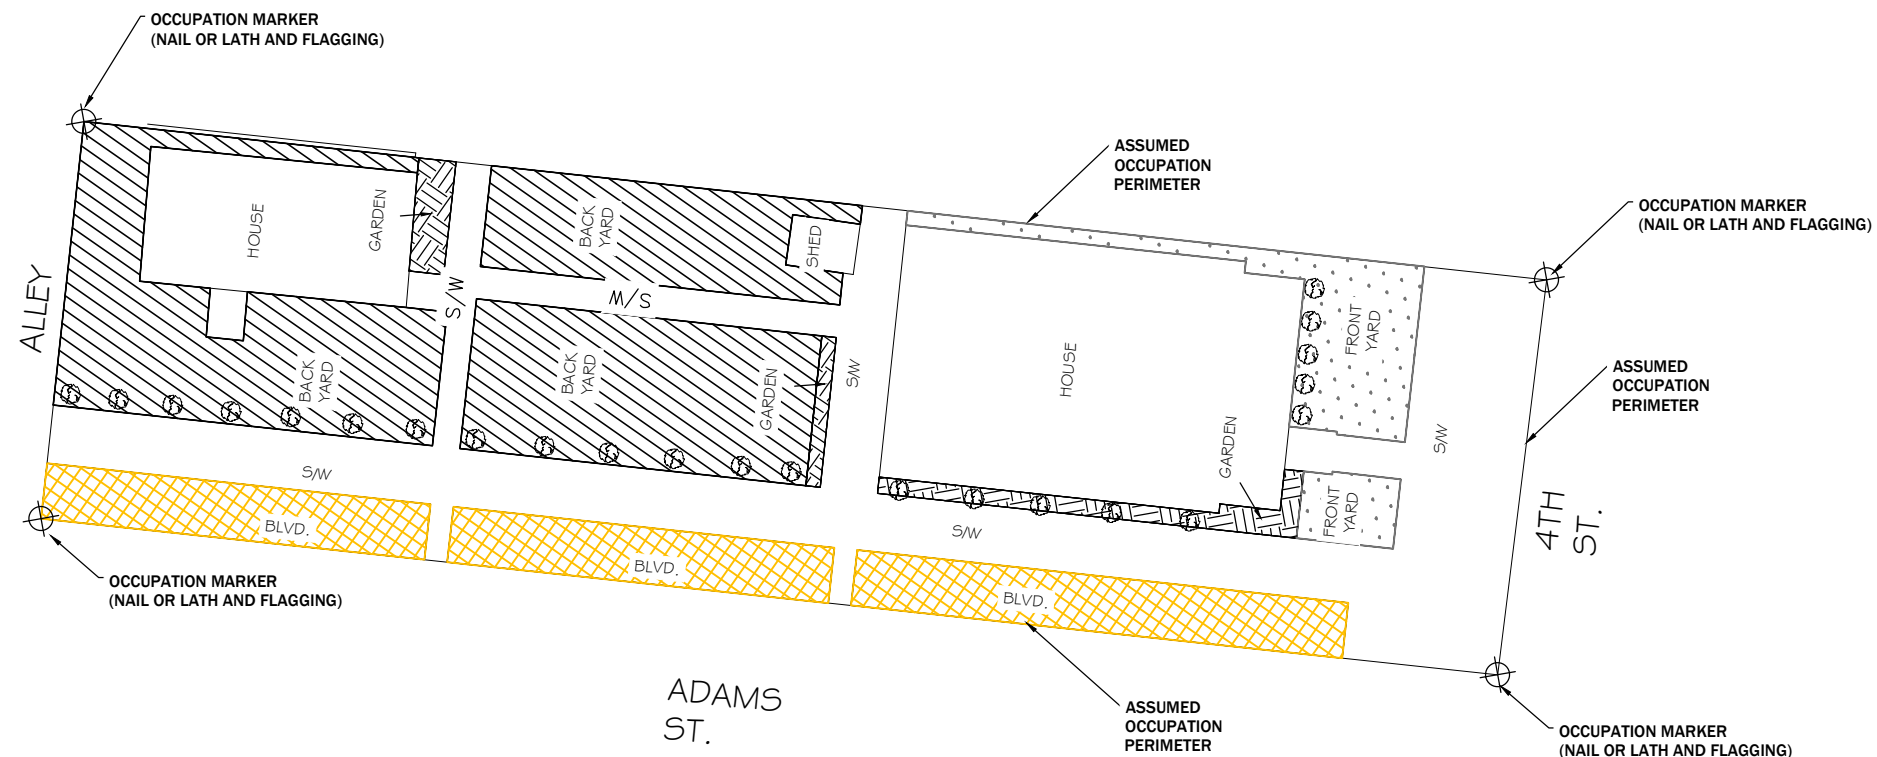 OCCUPATION MARKER
(NAIL OR LATH AND FLAGGING)
ASSUMED
OCCUPATION
PERIMETER
OCCUPATION MARKER
(NAIL OR LATH AND FLAGGING)
ALLEY
HOUSE
GARDEN
BACK
YARD
SHED
S/W
S/W
BACK
YARD
BACK
YARD
GARDEN
S/W
HOUSE
GARDEN
FRONT
YARD
S/W
FRONT
YARD
ASSUMED
OCCUPATION
PERIMETER
4TH
ST.
S/W
S/W
BLVD.
BLVD.
BLVD.
OCCUPATION MARKER
(NAIL OR LATH AND FLAGGING)
ADAMS
ST.
ASSUMED
OCCUPATION
PERIMETER
OCCUPATION MARKER
(NAIL OR LATH AND FLAGGING)